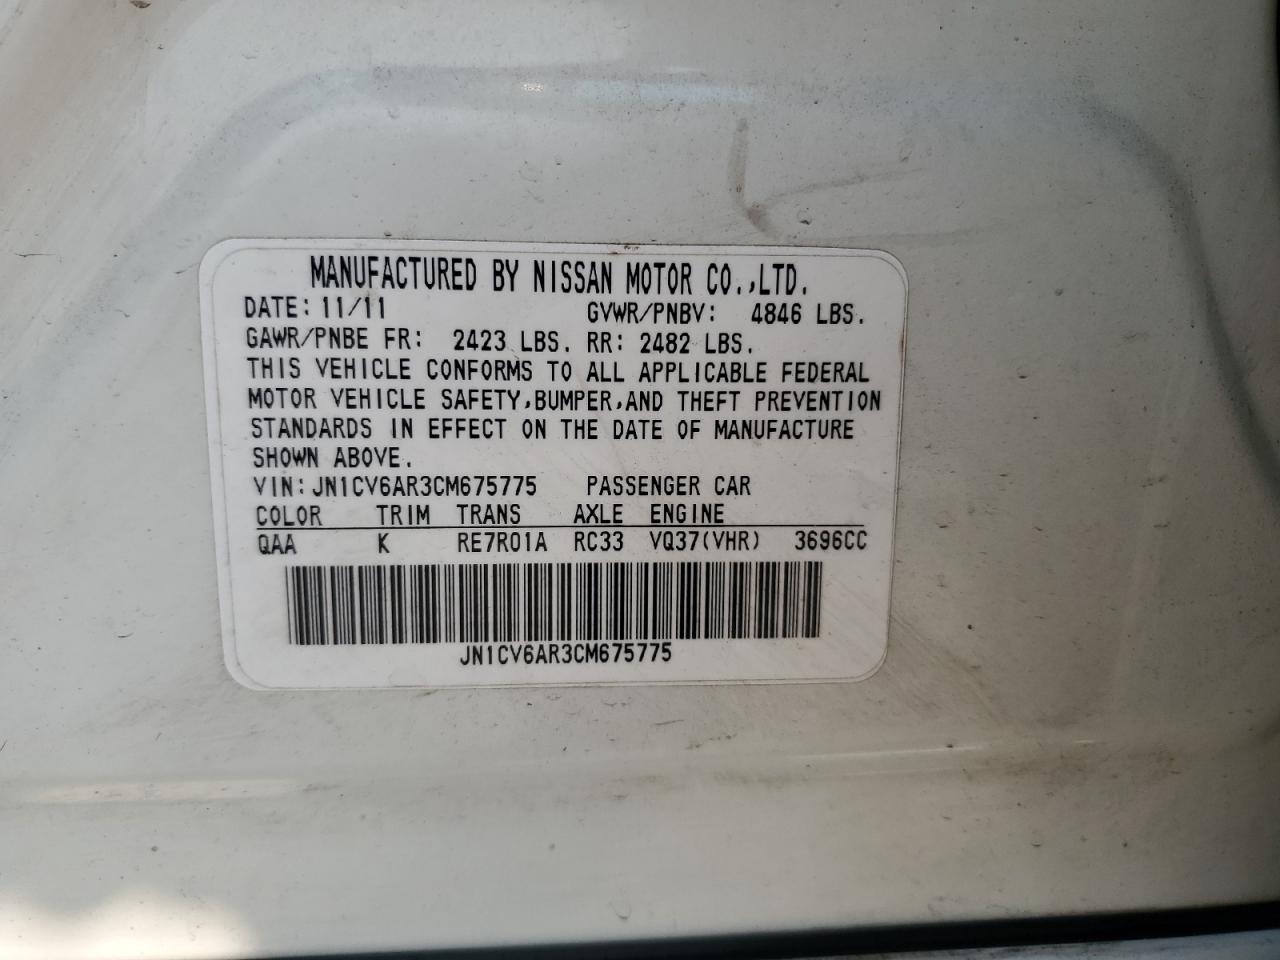 MANUFACTURED BY NISSAN MOTOR CO.,LTD.
DATE: 11/11 GVWR/PNBV: 4846 LBS.
GAWR/PNBE FR: 2423 LBS. RR: 2482 LBS.
THIS VEHICLE CONFORMS TO ALL APPLICABLE FEDERAL
MOTOR VEHICLE SAFETY,BUMPER,AND THEFT PREVENTION
STANDARDS IN EFFECT ON THE DATE OF MANUFACTURE
SHOWN ABOVE.
VIN:JN1CV6AR3CM675775 PASSENGER CAR
COLOR TRIM TRANS AXLE ENGINE
QAA K RE7R01A RC33 VQ37(VHR) 3696CC
JN1CV6AR3CM675775